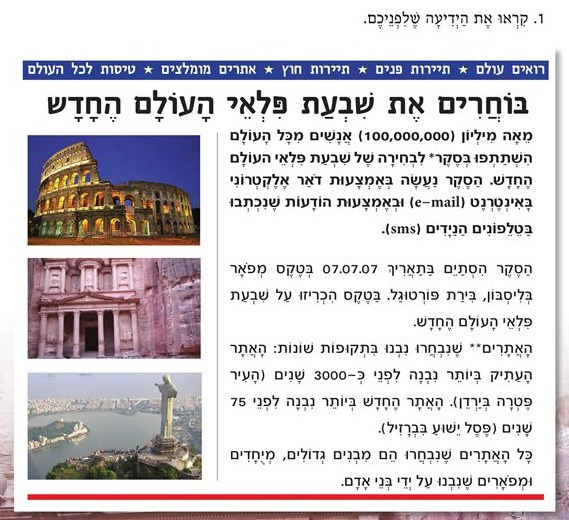 1. קִרְאוּ אֶת הַיְּדִיעָה שֶׁלִּפְנֵיכֶם.
רואים עולם ★ תיירות פנים ★ תיירות חוץ ★ אתרים מומלצים ★ טיסות לכל העולם
בּוֹחֲרִים אֶת שִׁבְעַת פִּלְאֵי הָעוֹלָם הֶחָדָשׁ
מֵאָה מִילְיוֹן (100,000,000) אֲנָשִׁים מִכָּל הָעוֹלָם
הִשְׁתַּתְּפוּ בְּסֶקֶר* לִבְחִירָה שֶׁל שִׁבְעַת פִּלְאֵי העוֹלָם
הֶחָדָשׁ. הַסֶּקֶר נַעֲשָׂה בְּאֶמְצָעוּת דֹאַר אֶלֶקְטְרוֹנִי
בָּאִינְטֶרְנֶט (e-mail) וּבְאֶמְצָעוּת הוֹדָעוֹת שֶׁנִּכְתְּבוּ
בַּטֵּלֵפוֹנִים הַנַּיָּדִים (sms).
הַסֶּקֶר הִסְתַּיֵּם בַּתַּאֲרִיךְ 07.07.07 בְּטֶקֶס מְפֹאָר
בְּלִיסְבּוֹן, בִּירַת פּוֹרְטוּגַל. בַּטֶּקֶס הִכְרִיזוּ עַל שִׁבְעַת
פִּלְאֵי הָעוֹלָם הֶחָדָשׁ.
הָאֲתָרִים** שֶׁנִּבְחֲרוּ נִבְנוּ בִּתְקוּפוֹת שׁוֹנוֹת: הָאֲתָר
הָעַתִּיק בְּיוֹתֵר נִבְנָה לִפְנֵי כְּ-3000 שָׁנִים (הָעִיר
פֶּטְרָה בְּיַרְדֵן). הָאֲתָר הֶחָדָשׁ בְּיוֹתֵר נִבְנָה לִפְנֵי 75
שָׁנִים (פֶּסֶל יֵשׁוּעַ בִּבְּרָזִיל).
כָּל הָאֲתָרִים שֶׁנִּבְחֲרוּ הֵם מִבְנִים גְּדוֹלִים, מְיֻחָדִים
וּמְפֹאָרִים שֶׁנִּבְנוּ עַל יְדֵי בְּנֵי אָדָם.